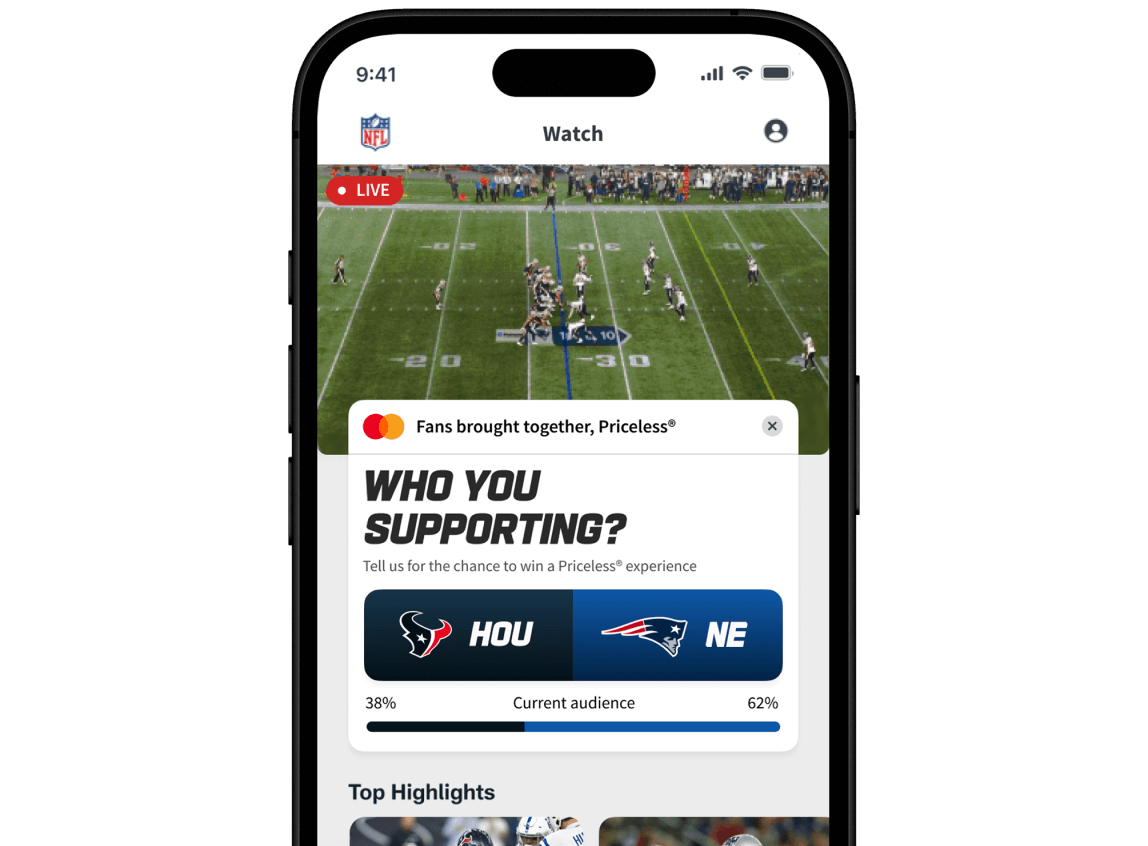 9:41
NFL
Watch
LIVE
20 30 40
10
20 30
Fans brought together, Priceless®
WHO YOU
SUPPORTING?
Tell us for the chance to win a Priceless® experience
HOU NE
38% Current audience 62%
Top Highlights